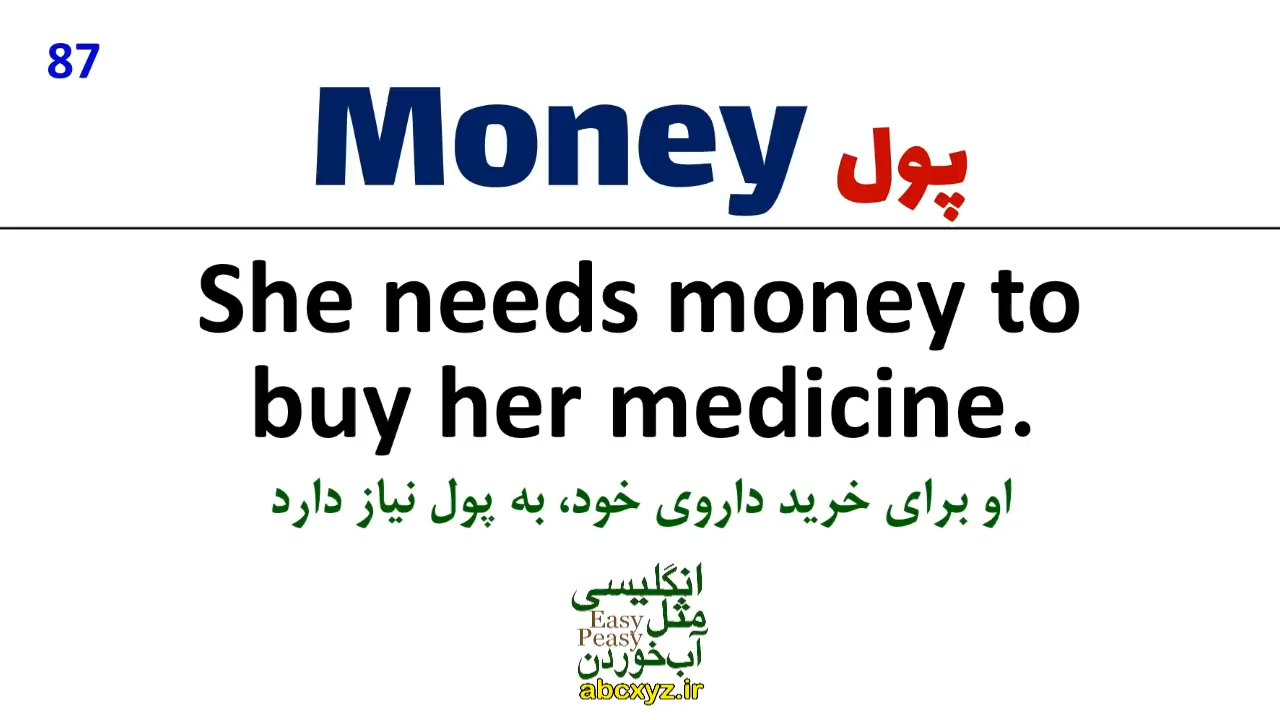 87
Money پول
She needs money to
buy her medicine.
او برای خرید داروی خود، به پول نیاز دارد
انگلیسی
مثل Easy
Peasy
آب‌خوردن
abcxyz.ir